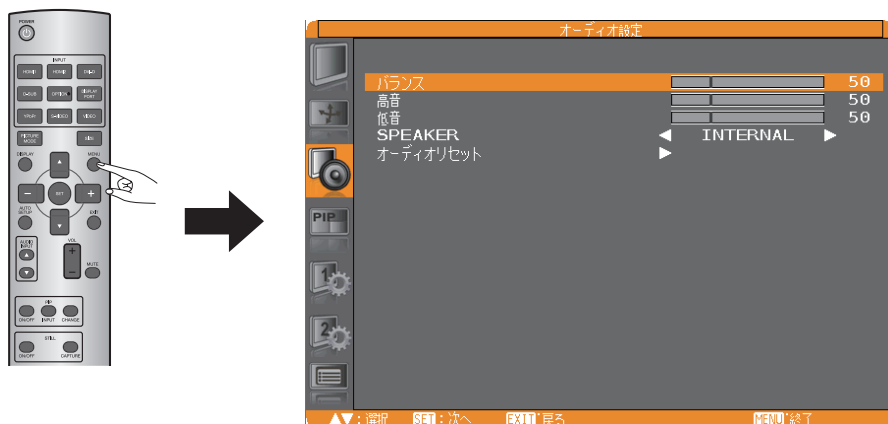 POWER
INPUT
HDMI1 HDMI2 DVI-D
D-SUB OPTION DISPLAY PORT
YPbPr S-VIDEO VIDEO
PICTURE MODE
DISPLAY MENU
SET
AUTO SETUP EXIT
AUDIO INPUT VOL
MUTE
PIP
ON/OFF INPUT CHANGE
STILL
ON/OFF CAPTURE
オーディオ設定
バランス 50
高音 50
低音 50
SPEAKER INTERNAL
オーディオリセット
PIP
1
2
▲▼:選択 SET:次へ EXIT:戻る MENU:終了